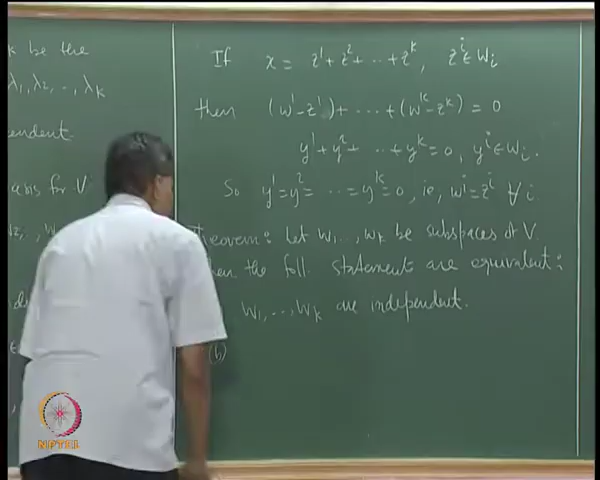 k be the
λ₁, λ₂, .., λₖ
endent.
asis for V
If x = z¹ + z² + ... + zᵏ, zⁱ ∈ Wᵢ
then (w¹ - z¹) + ... + (wᵏ - zᵏ) = 0
y¹ + y² + ... + yᵏ = 0, yⁱ ∈ Wᵢ.
So y¹ = y² = ... = yᵏ = 0, ie, wⁱ = zⁱ ∀ i.
Theorem: Let W₁, .., Wₖ be subspaces of V.
Then the foll. statement are equivalent:
W₁, ..., Wₖ are independent.
(b)
NPTEL